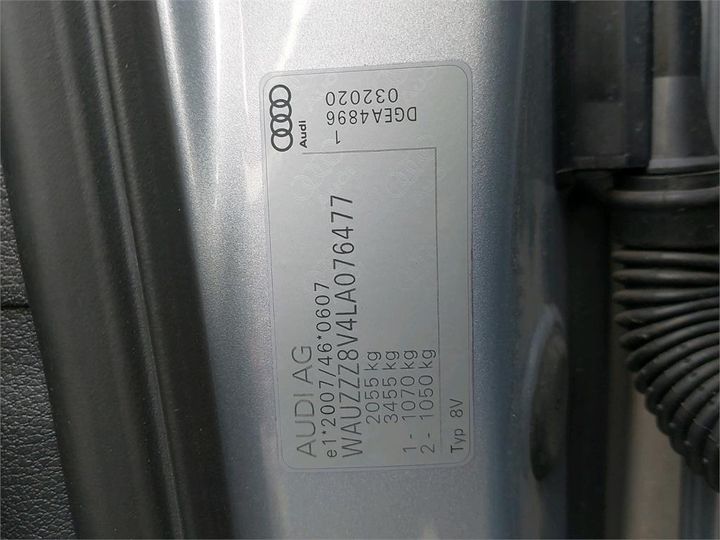 AUDI AG
e1*2007/46*0607
WAUZZZ8V4LA076477
2055 kg
3455 kg
1 - 1070 kg
2 - 1050 kg
Typ 8V
Audi
032020
DGEA4896
1